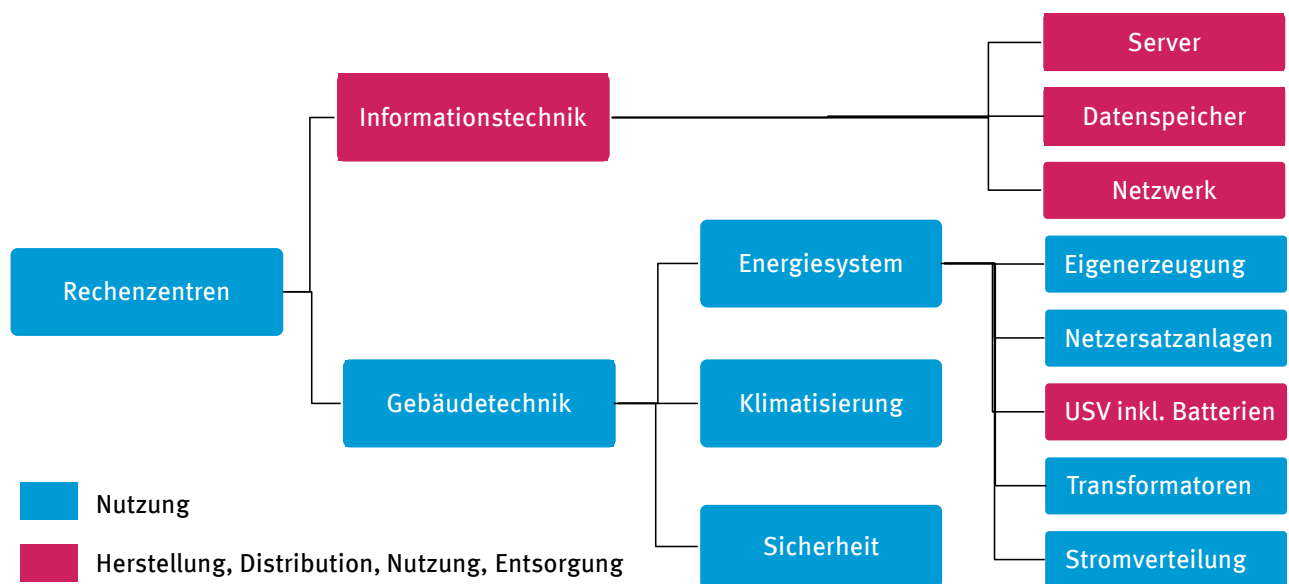 Server
Informationstechnik
Datenspeicher
Netzwerk
Rechenzentren
Energiesystem
Eigenerzeugung
Netzersatzanlagen
Gebäudetechnik
Klimatisierung
USV inkl. Batterien
Transformatoren
Sicherheit
Stromverteilung
Nutzung
Herstellung, Distribution, Nutzung, Entsorgung